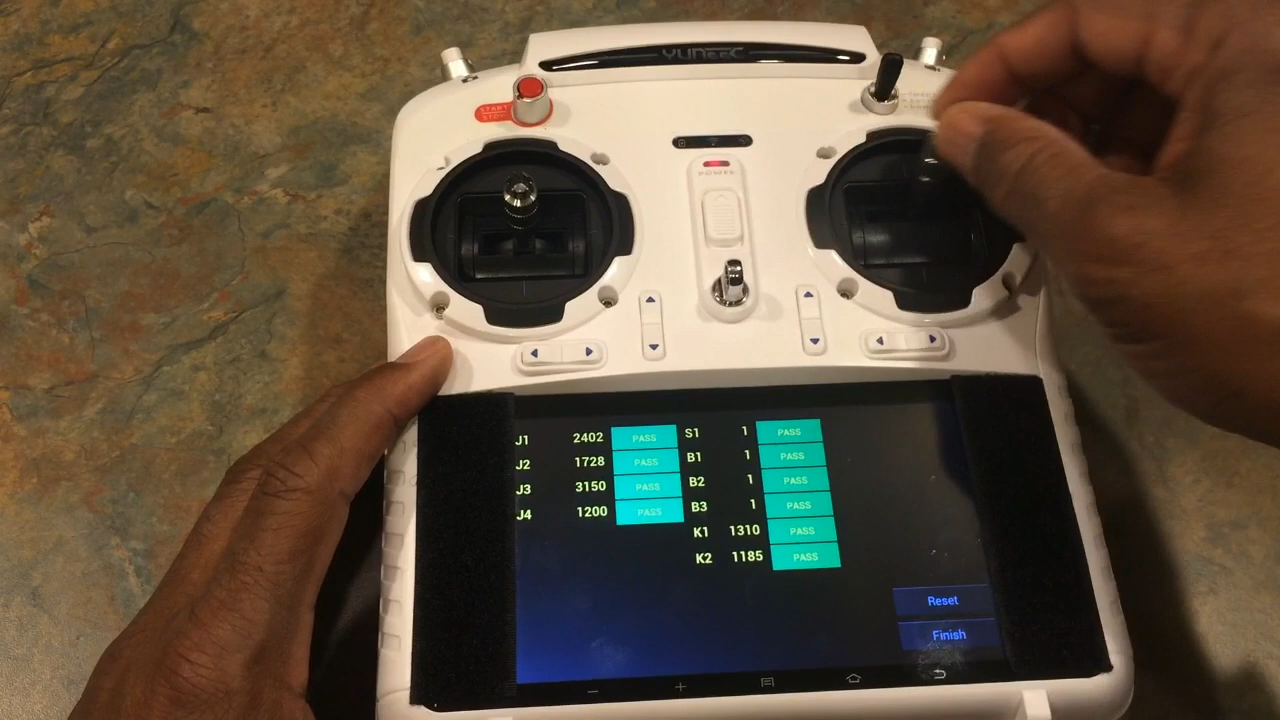 YUNEEC
START
STOP
POWER
J1 2402 PASS S1 1 PASS
J2 1728 PASS B1 1 PASS
J3 3150 PASS B2 1 PASS
J4 1200 PASS B3 1 PASS
K1 1310 PASS
K2 1185 PASS
Reset
Finish